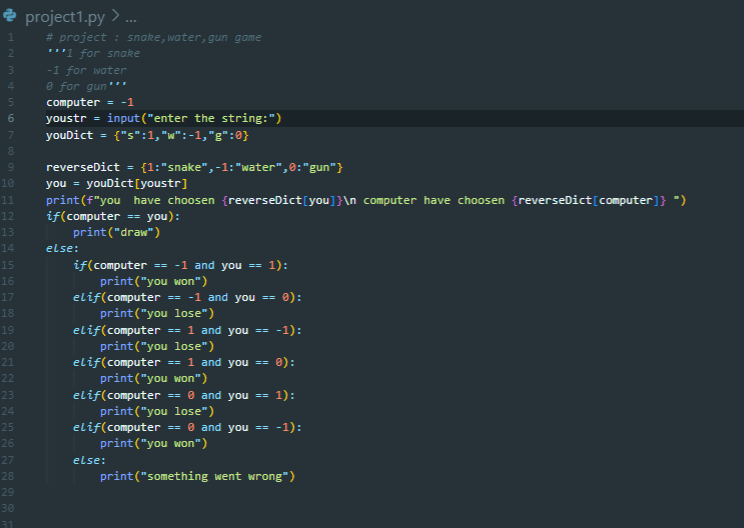 project1.py > ...
1 # project : snake,water,gun game
2 '''1 for snake
3 -1 for water
4 0 for gun'''
5 computer = -1
6 youstr = input("enter the string:")
7 youDict = {"s":1,"w":-1,"g":0}
8
9 reverseDict = {1:"snake",-1:"water",0:"gun"}
10 you = youDict[youstr]
11 print(f"you  have choosen {reverseDict[you]}\n computer have choosen {reverseDict[computer]} ")
12 if(computer == you):
13     print("draw")
14 else:
15     if(computer == -1 and you == 1):
16         print("you won")
17     elif(computer == -1 and you == 0):
18         print("you lose")
19     elif(computer == 1 and you == -1):
20         print("you lose")
21     elif(computer == 1 and you == 0):
22         print("you won")
23     elif(computer == 0 and you == 1):
24         print("you lose")
25     elif(computer == 0 and you == -1):
26         print("you won")
27     else:
28         print("something went wrong")
29
30
31